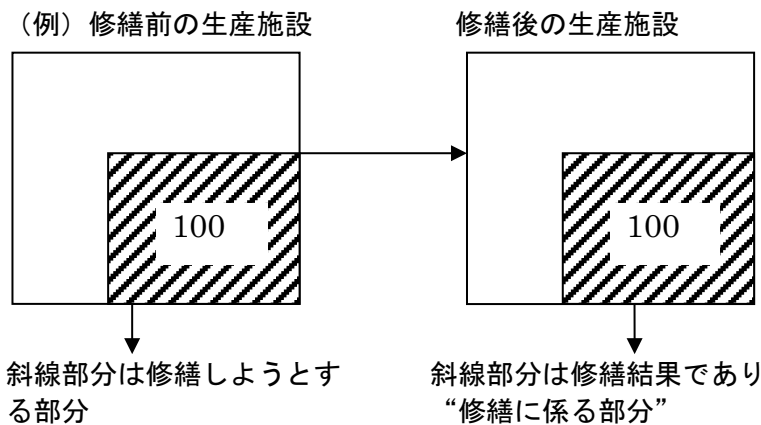 （例）修繕前の生産施設
修繕後の生産施設
100
100
斜線部分は修繕しようとす
る部分
斜線部分は修繕結果であり
“修繕に係る部分”